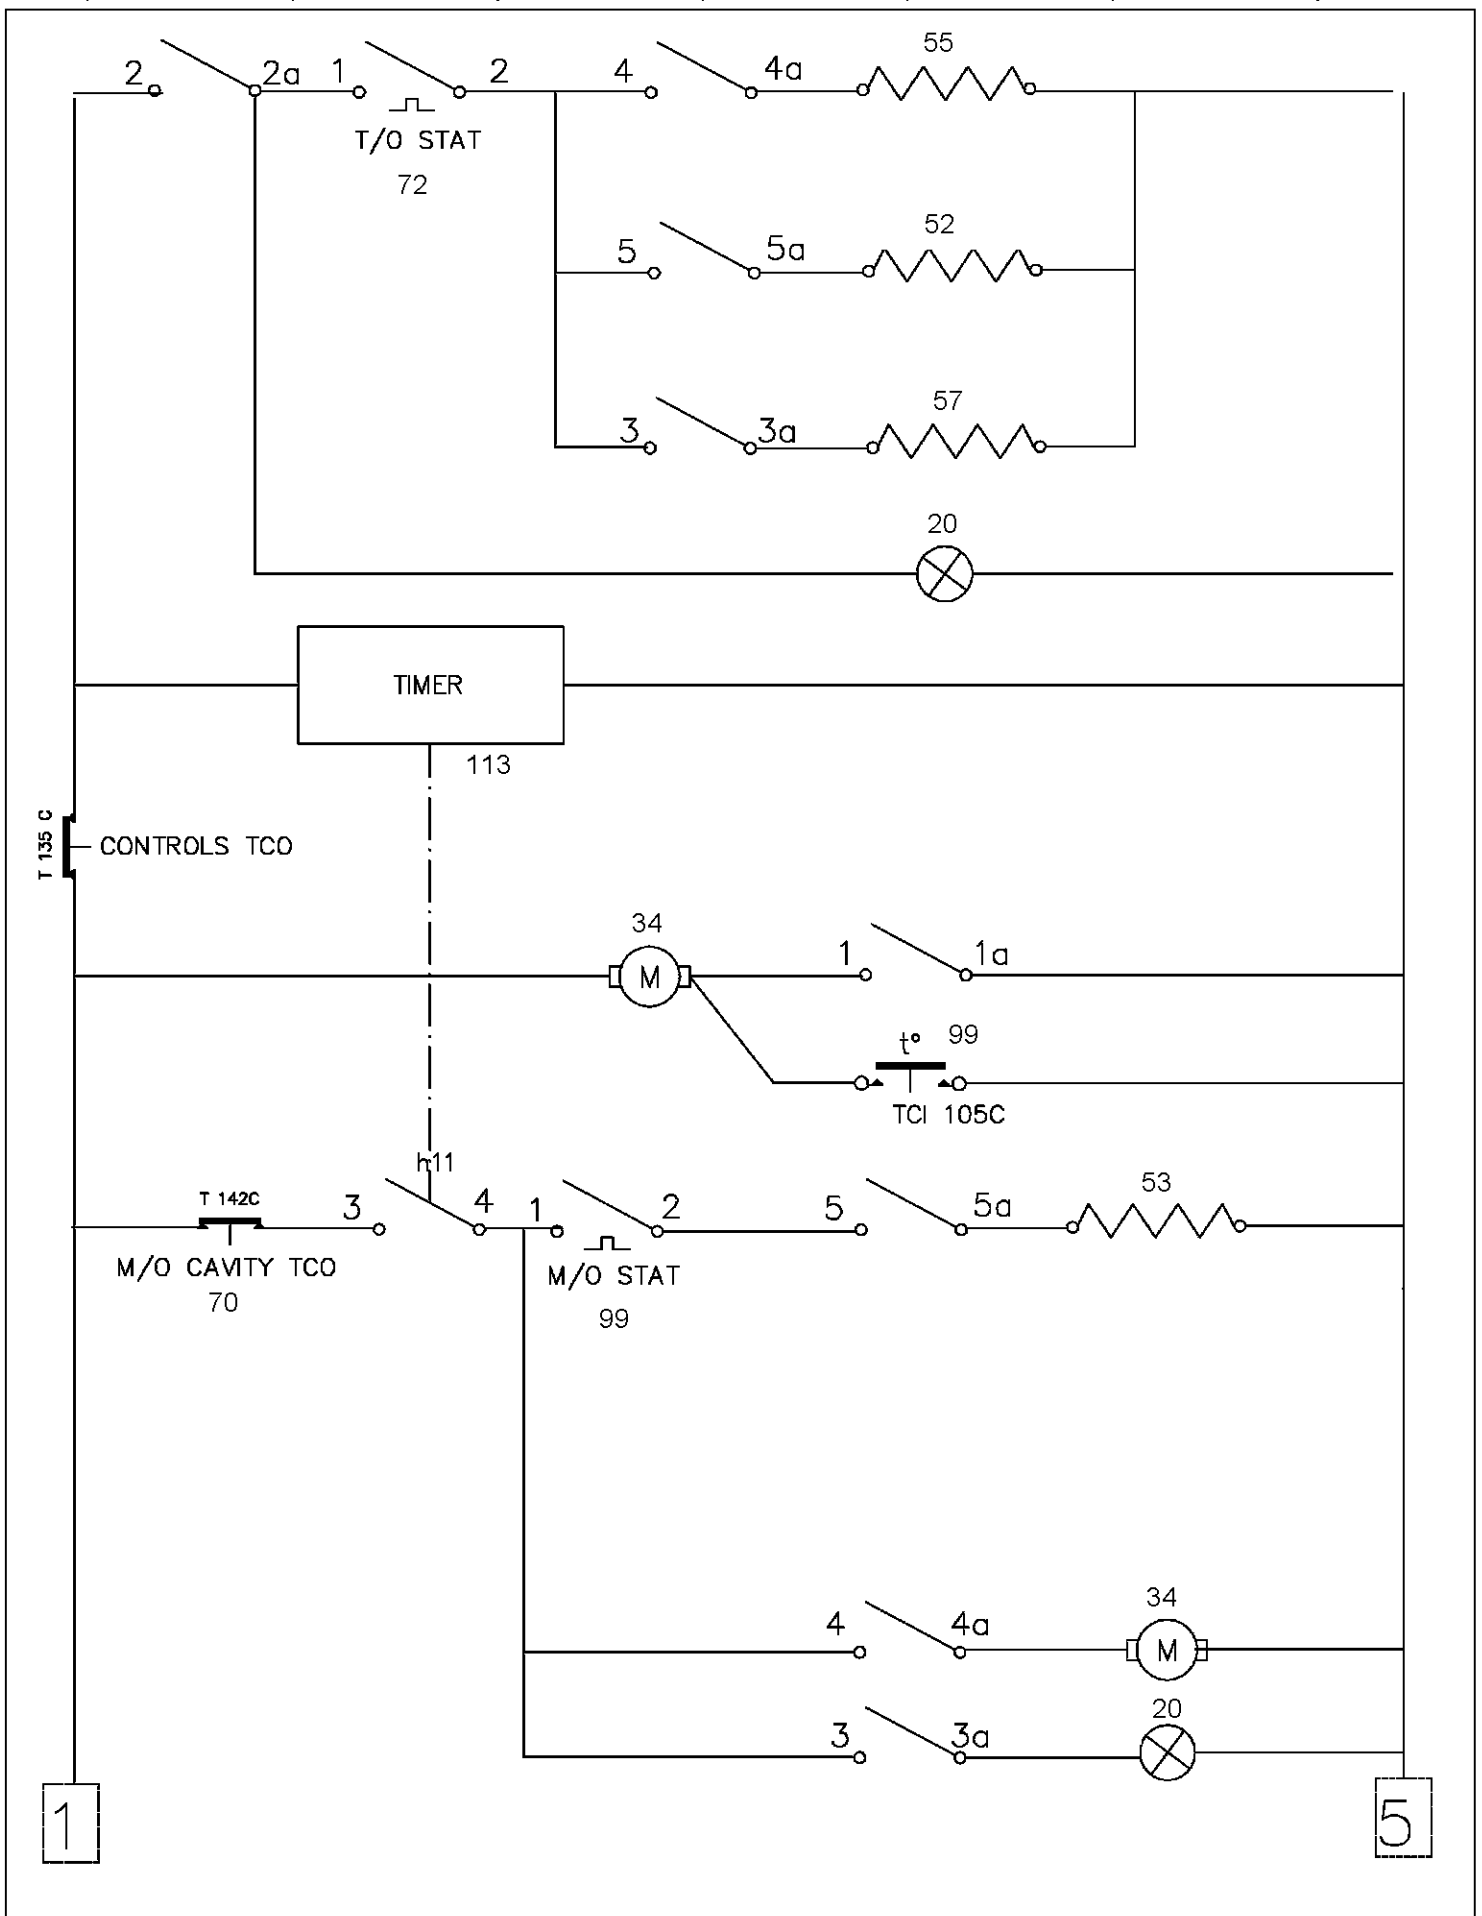 55
2 2a 1 2 4 4a
T/O STAT
72
52
5 5a
57
3 3a
20
TIMER
113
T 135 C
CONTROLS TCO
34
M
1 1a
t° 99
TCI 105C
h11
T 142C
3 4 1 2 5 5a 53
M/O CAVITY TCO
70
M/O STAT
99
34
4 4a M
20
3 3a
1 5